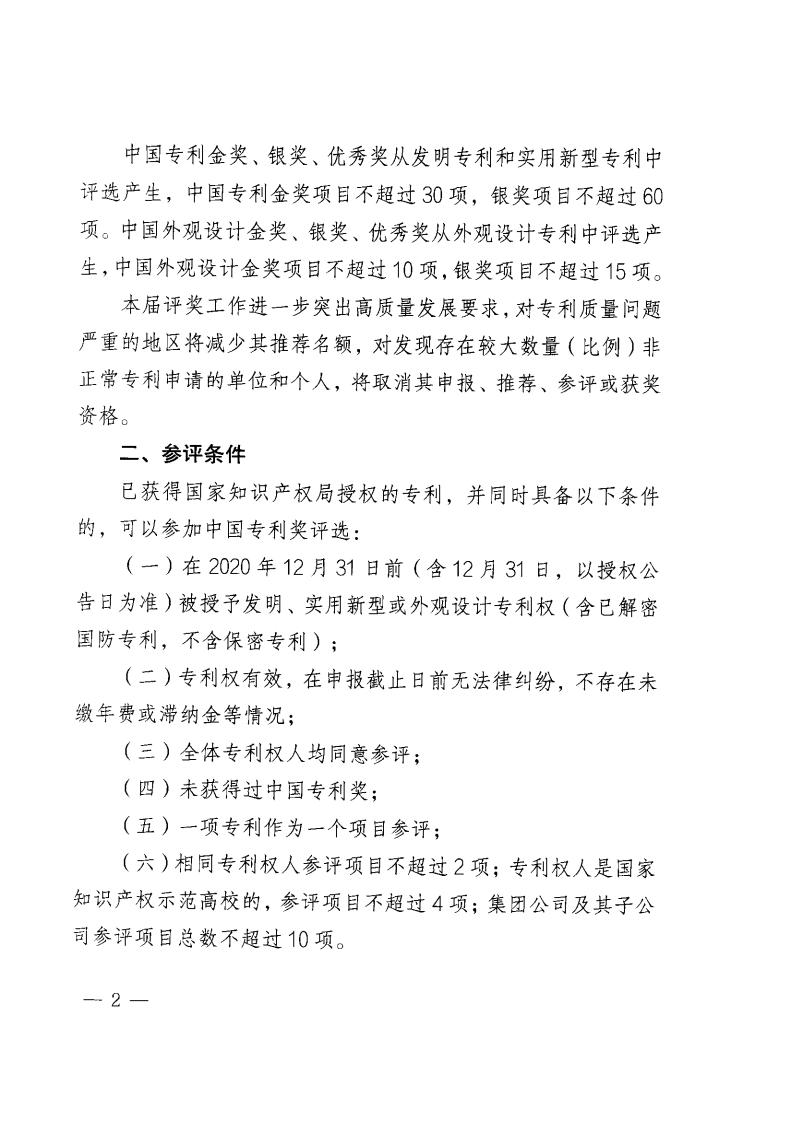 中国专利金奖、银奖、优秀奖从发明专利和实用新型专利中
评选产生，中国专利金奖项目不超过30项，银奖项目不超过60
项。中国外观设计金奖、银奖、优秀奖从外观设计专利中评选产
生，中国外观设计金奖项目不超过10项，银奖项目不超过15项。
本届评奖工作进一步突出高质量发展要求，对专利质量问题
严重的地区将减少其推荐名额，对发现存在较大数量（比例）非
正常专利申请的单位和个人，将取消其申报、推荐、参评或获奖
资格。
二、参评条件
已获得国家知识产权局授权的专利，并同时具备以下条件
的，可以参加中国专利奖评选：
（一）在2020年12月31日前（含12月31日，以授权公
告日为准）被授予发明、实用新型或外观设计专利权（含已解密
国防专利，不含保密专利）；
（二）专利权有效，在申报截止日前无法律纠纷，不存在未
缴年费或滞纳金等情况；
（三）全体专利权人均同意参评；
（四）未获得过中国专利奖；
（五）一项专利作为一个项目参评；
（六）相同专利权人参评项目不超过2项；专利权人是国家
知识产权示范高校的，参评项目不超过4项；集团公司及其子公
司参评项目总数不超过10项。
— 2 —